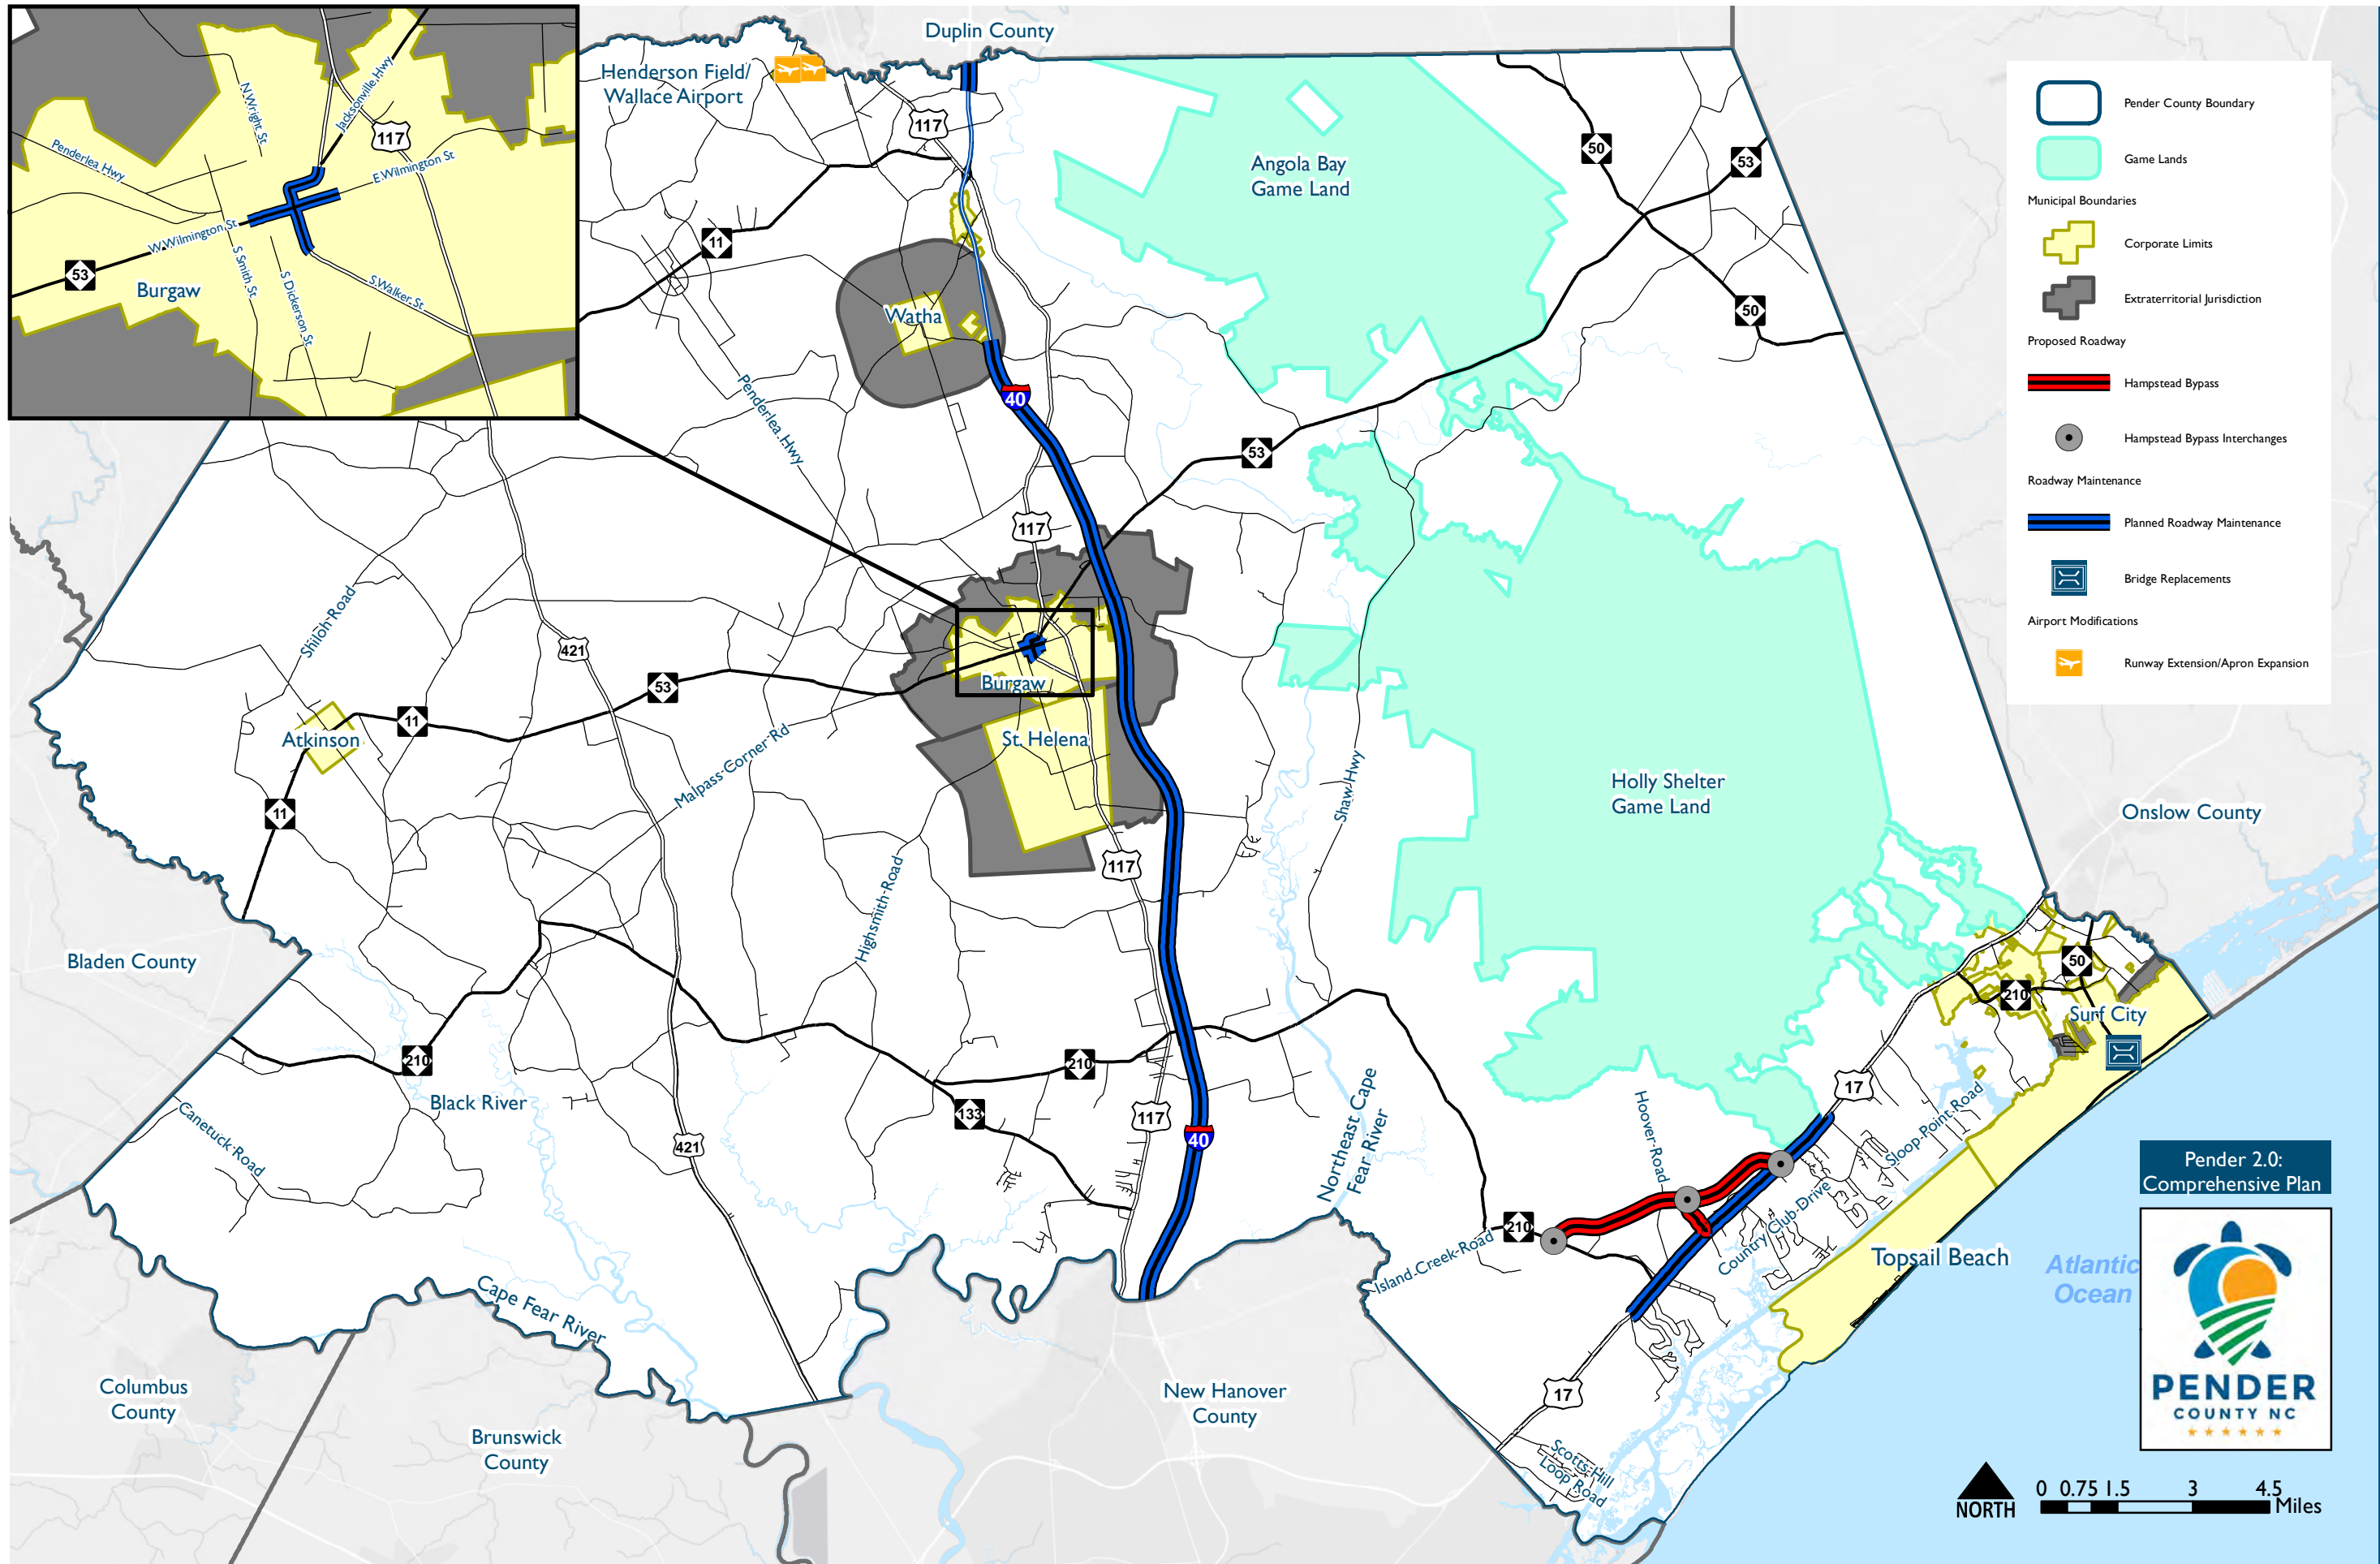 N Wright St.
Jacksonville Hwy
117
Penderlea Hwy
E Wilmington St
W Wilmington St
53
Burgaw
S Smith St.
S Dickerson St.
S Walker St
Duplin County
Henderson Field/
Wallace Airport
117
11
Angola Bay
Game Land
50
53
50
Watha
40
Penderlea Hwy
53
117
Shiloh Road
421
53
Burgaw
11
Atkinson
St. Helena
Malpass Corner Rd
11
Shaw Hwy
Holly Shelter
Game Land
117
Highsmith Road
Onslow County
Bladen County
50
210
Surf City
210
Black River
210
133
117
40
421
Canetuck Road
Northeast Cape
Fear River
17
Hoover Road
Sloop Point Road
210
Island Creek Road
Country Club Drive
Topsail Beach
Atlantic
Ocean
Cape Fear River
17
Columbus
County
Brunswick
County
New Hanover
County
Scotts Hill
Loop Road
Pender County Boundary
Game Lands
Municipal Boundaries
Corporate Limits
Extraterritorial Jurisdiction
Proposed Roadway
Hampstead Bypass
Hampstead Bypass Interchanges
Roadway Maintenance
Planned Roadway Maintenance
Bridge Replacements
Airport Modifications
Runway Extension/Apron Expansion
Pender 2.0:
Comprehensive Plan
PENDER
COUNTY NC
NORTH
0 0.75 1.5 3 4.5
Miles